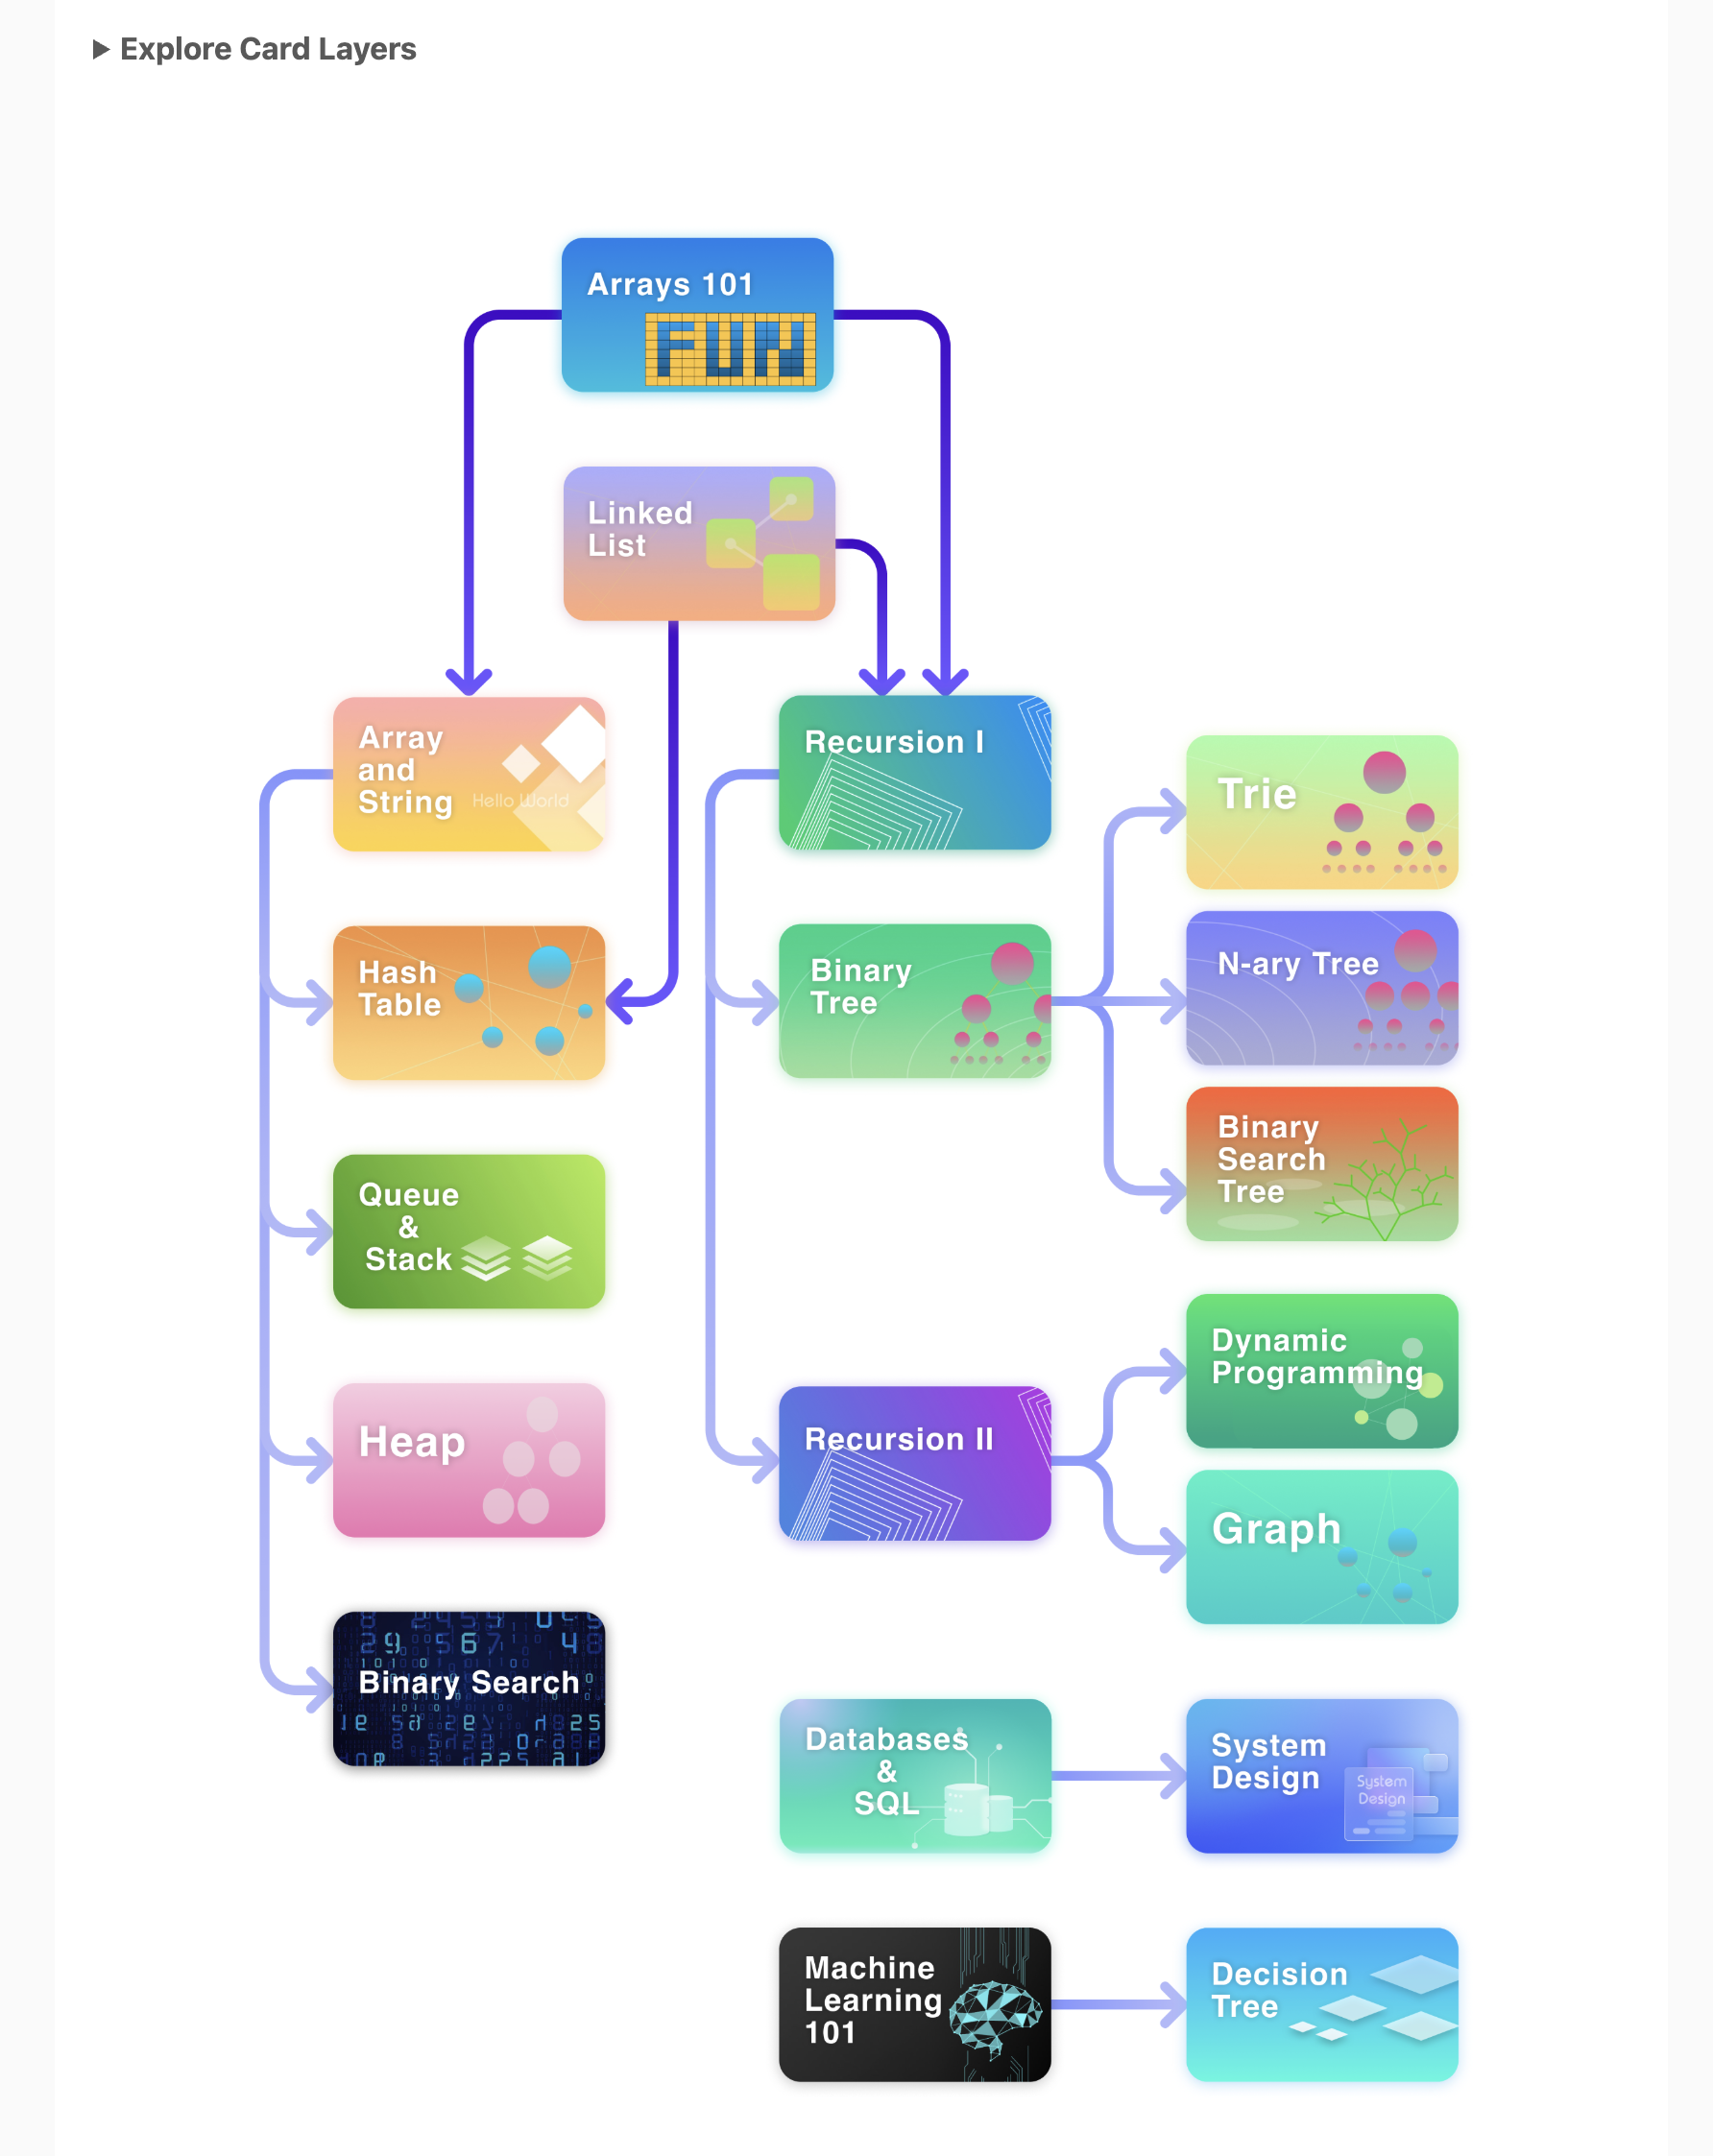 ▶ Explore Card Layers
Arrays 101
FUN
Linked
List
Array
and
String
Hello World
Recursion I
Trie
Hash
Table
Binary
Tree
N-ary Tree
Binary
Search
Tree
Queue
&
Stack
Dynamic
Programming
Heap
Recursion II
Graph
Binary Search
Databases
&
SQL
System
Design
System
Design
Machine
Learning
101
Decision
Tree